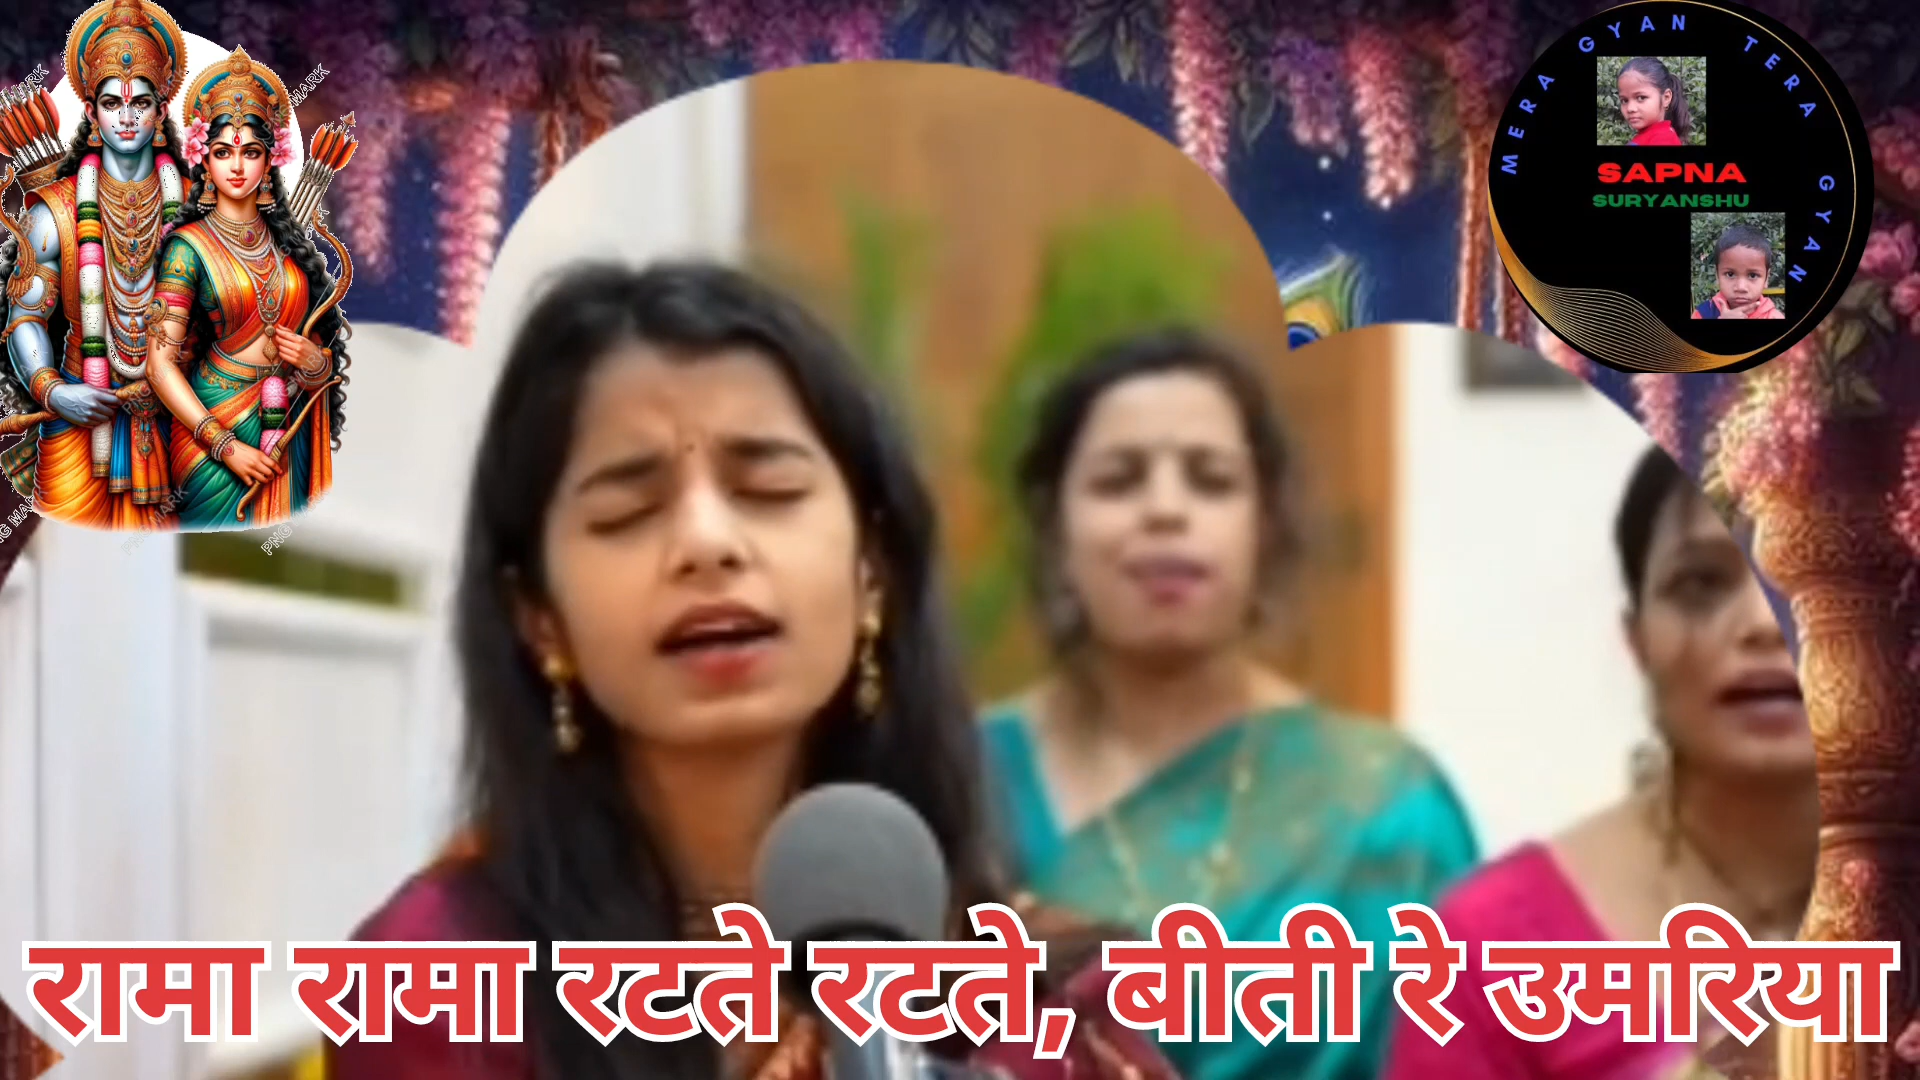 MERA GYAN TERA GYAN
SAPNA
SURYANSHU
रामा रामा रटते रटते, बीती रे उमरिया